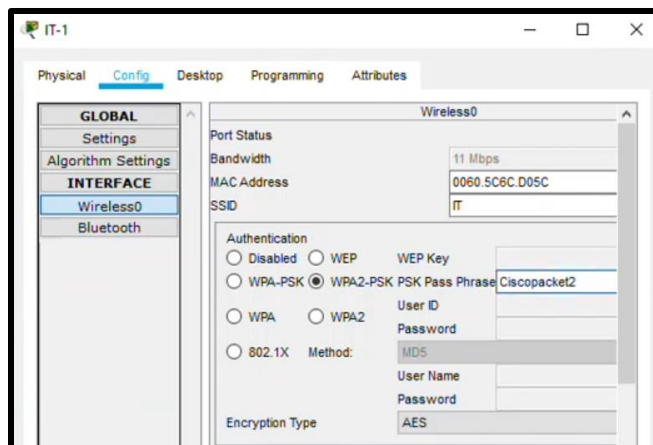 IT-1
Physical Config Desktop Programming Attributes
GLOBAL
Settings
Algorithm Settings
INTERFACE
Wireless0
Bluetooth
Wireless0
Port Status
Bandwidth 11 Mbps
MAC Address 0060.5C6C.D05C
SSID IT
Authentication
Disabled WEP WEP Key
WPA-PSK WPA2-PSK PSK Pass Phrase Ciscopacket2
User ID
WPA WPA2 Password
802.1X Method: MD5
User Name
Password
Encryption Type AES